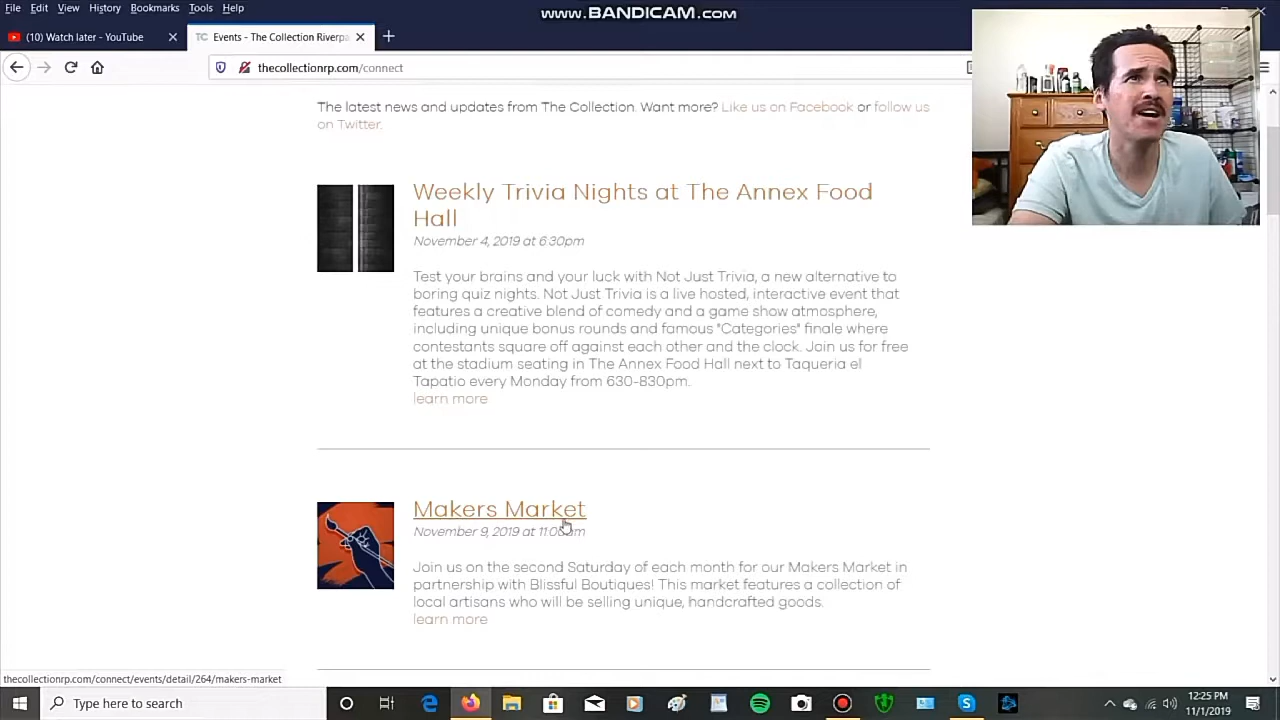 www.BANDICAM.com
File Edit View History Bookmarks Tools Help
(10) Watch later - YouTube
TC Events - The Collection Riverpa
thecollectionrp.com/connect
The latest news and updates from The Collection. Want more? Like us on Facebook or follow us
on Twitter.
Weekly Trivia Nights at The Annex Food
Hall
November 4, 2019 at 6:30pm
Test your brains and your luck with Not Just Trivia, a new alternative to
boring quiz nights. Not Just Trivia is a live hosted, interactive event that
features a creative blend of comedy and a game show atmosphere,
including unique bonus rounds and famous "Categories" finale where
contestants square off against each other and the clock. Join us for free
at the stadium seating in The Annex Food Hall next to Taqueria el
Tapatio every Monday from 630-830pm.
learn more
Makers Market
November 9, 2019 at 11:00am
Join us on the second Saturday of each month for our Makers Market in
partnership with Blissful Boutiques! This market features a collection of
local artisans who will be selling unique, handcrafted goods.
learn more
thecollectionrp.com/connect/events/detail/264/makers-market
Type here to search
12:25 PM
11/1/2019